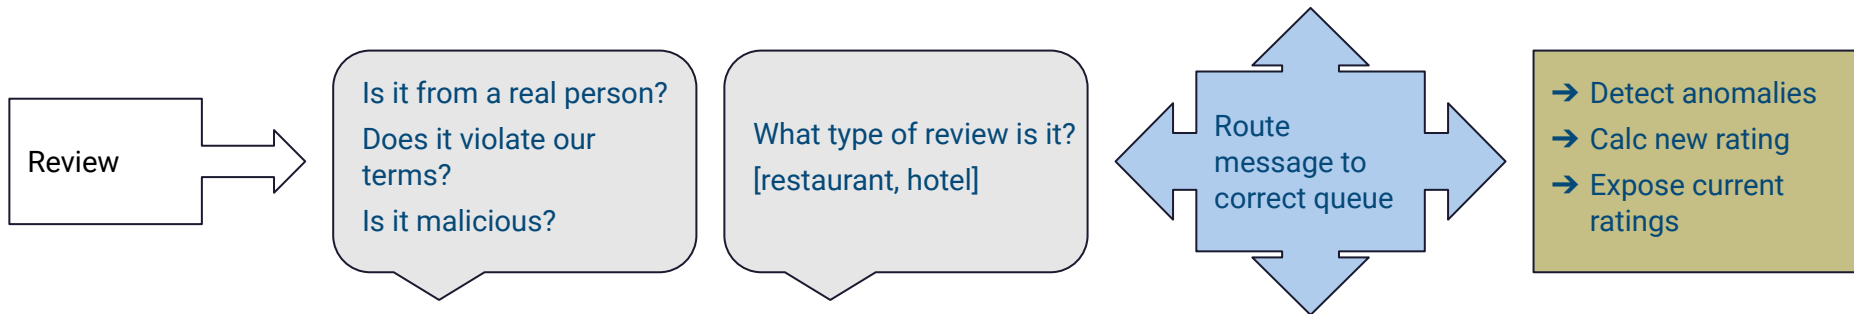 Review
Is it from a real person?
Does it violate our
terms?
Is it malicious?
What type of review is it?
[restaurant, hotel]
Route
message to
correct queue
➔ Detect anomalies
➔ Calc new rating
➔ Expose current
ratings